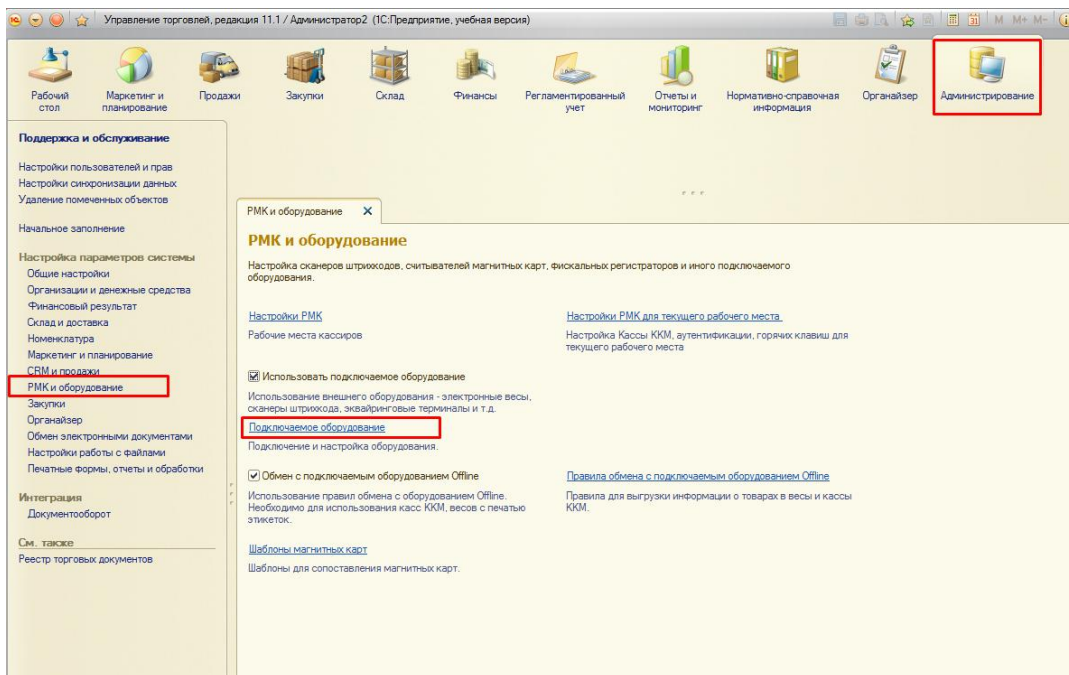 Управление торговлей, редакция 11.1 / Администратор2 (1С:Предприятие, учебная версия)
M M+ M-
Рабочий
стол
Маркетинг и
планирование
Продажи
Закупки
Склад
Финансы
Регламентированный
учет
Отчеты и
мониторинг
Нормативно-справочная
информация
Органайзер
Администрирование
Поддержка и обслуживание
Настройки пользователей и прав
Настройки синхронизации данных
Удаление помеченных объектов
Начальное заполнение
Настройка параметров системы
Общие настройки
Организации и денежные средства
Финансовый результат
Склад и доставка
Номенклатура
Маркетинг и планирование
CRM и продажи
РМК и оборудование
Закупки
Органайзер
Обмен электронными документами
Настройки работы с файлами
Печатные формы, отчеты и обработки
Интеграция
Документооборот
См. также
Реестр торговых документов
РМК и оборудование
РМК и оборудование
Настройка сканеров штрихкодов, считывателей магнитных карт, фискальных регистраторов и иного подключаемого
оборудования.
Настройки РМК
Рабочие места кассиров
Настройки РМК для текущего рабочего места
Настройка Кассы ККМ, аутентификации, горячих клавиш для
текущего рабочего места
Использовать подключаемое оборудование
Использование внешнего оборудования - электронные весы,
сканеры штрихкода, эквайринговые терминалы и т.д.
Подключаемое оборудование
Подключение и настройка оборудования.
Обмен с подключаемым оборудованием Offline
Использование правил обмена с оборудованием Offline.
Необходимо для использования касс ККМ, весов с печатью
этикеток.
Правила обмена с подключаемым оборудованием Offline
Правила для выгрузки информации о товарах в весы и кассы
ККМ.
Шаблоны магнитных карт
Шаблоны для сопоставления магнитных карт.